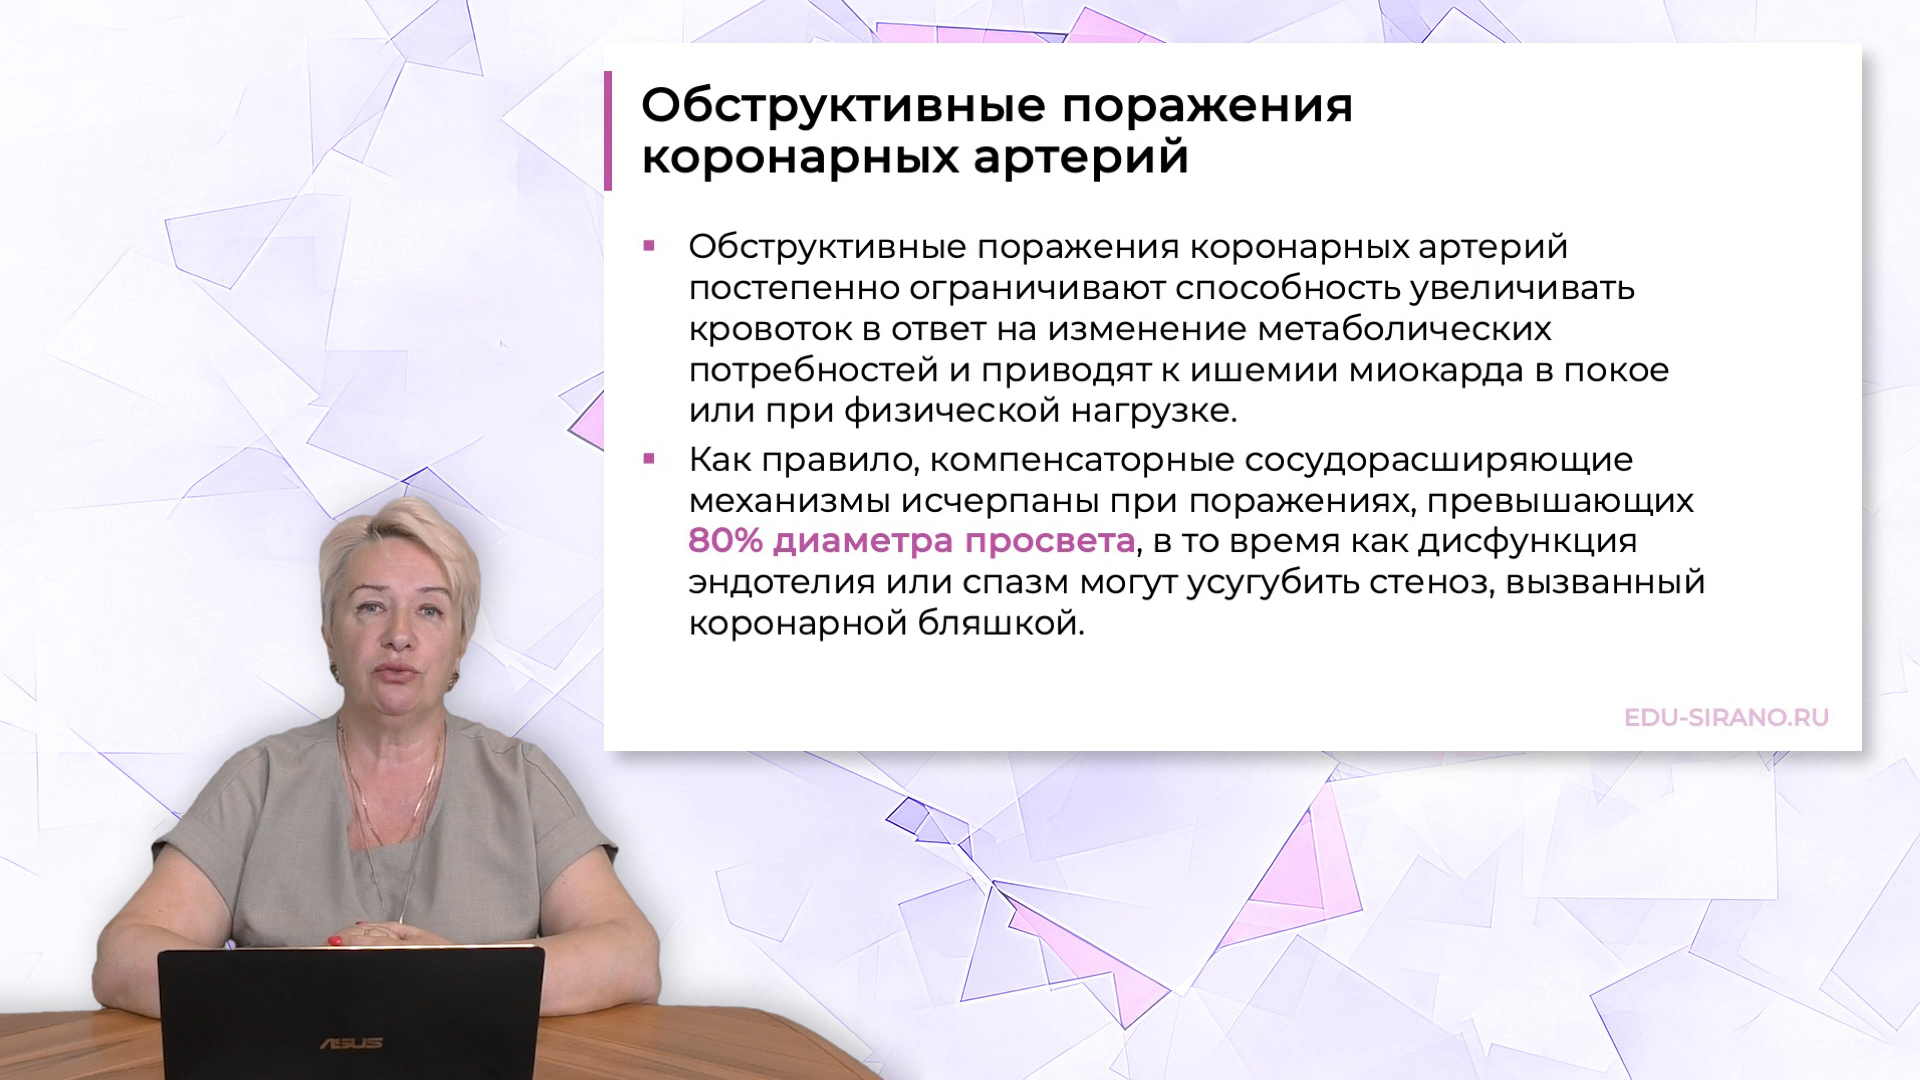 Обструктивные поражения
коронарных артерий
Обструктивные поражения коронарных артерий
постепенно ограничивают способность увеличивать
кровоток в ответ на изменение метаболических
потребностей и приводят к ишемии миокарда в покое
или при физической нагрузке.
Как правило, компенсаторные сосудорасширяющие
механизмы исчерпаны при поражениях, превышающих
80% диаметра просвета, в то время как дисфункция
эндотелия или спазм могут усугубить стеноз, вызванный
коронарной бляшкой.
EDU-SIRANO.RU
ASUS